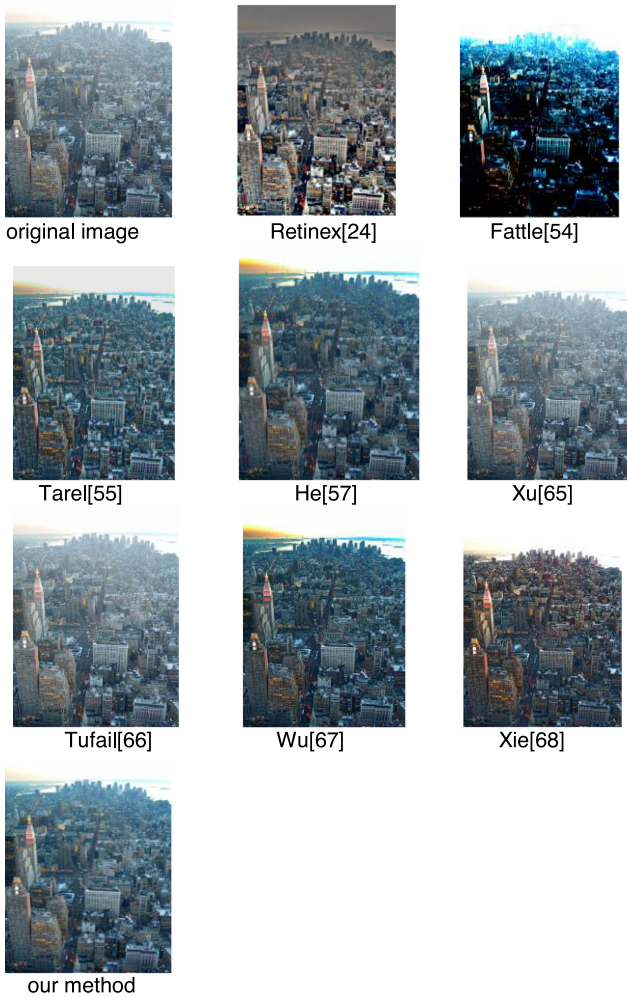 original image
Retinex[24]
Fattle[54]
Tarel[55]
He[57]
Xu[65]
Tufail[66]
Wu[67]
Xie[68]
our method